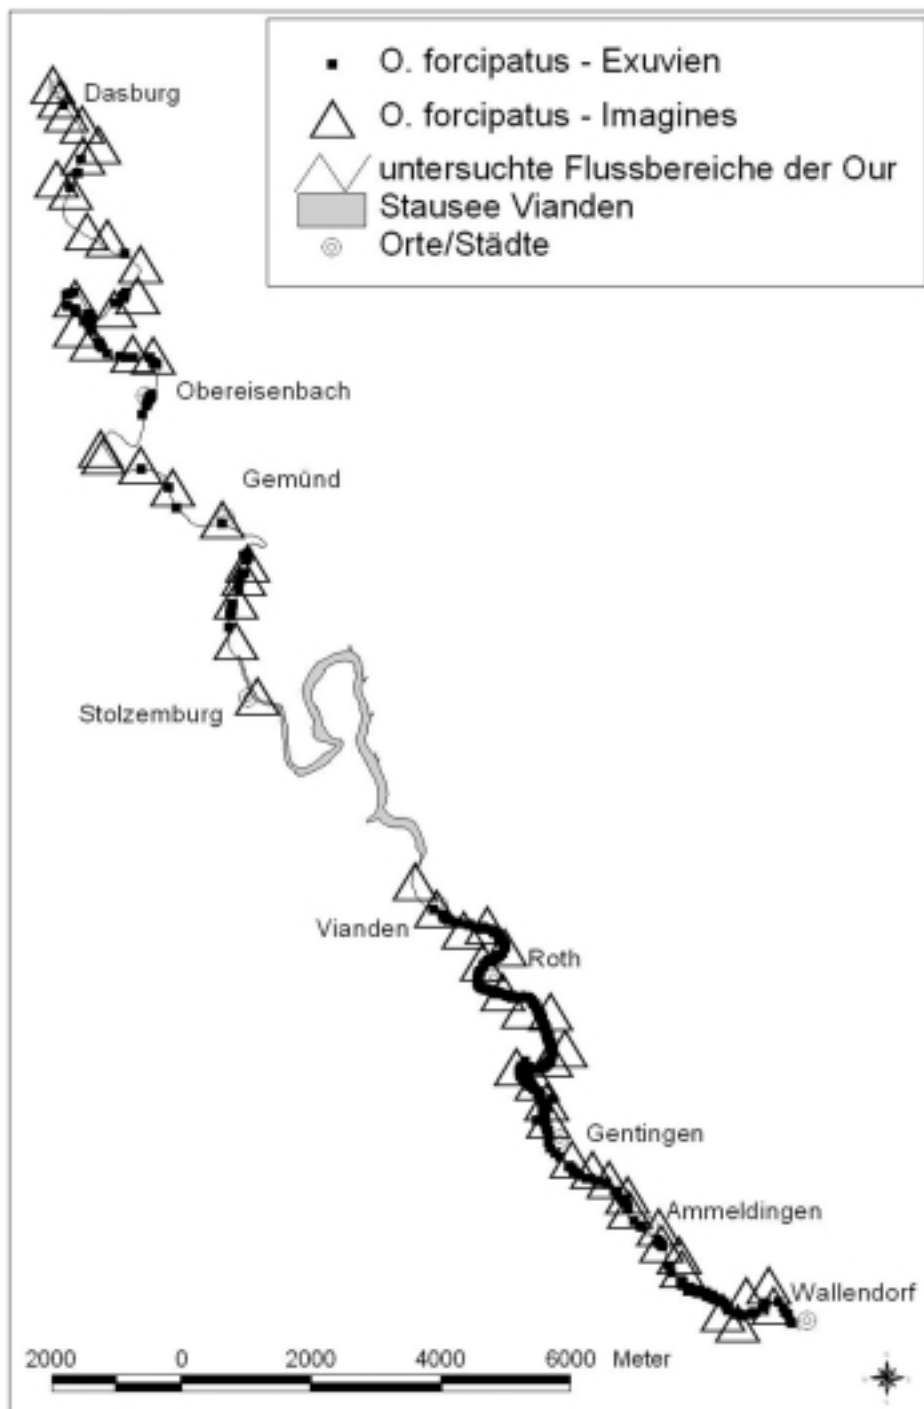 O. forcipatus - Exuvien
O. forcipatus - Imagines
untersuchte Flussbereiche der Our
Stausee Vianden
Orte/Städte
Dasburg
Obereisenbach
Gemünd
Stolzemburg
Vianden
Roth
Gentingen
Ammeldingen
Wallendorf
2000 0 2000 4000 6000 Meter